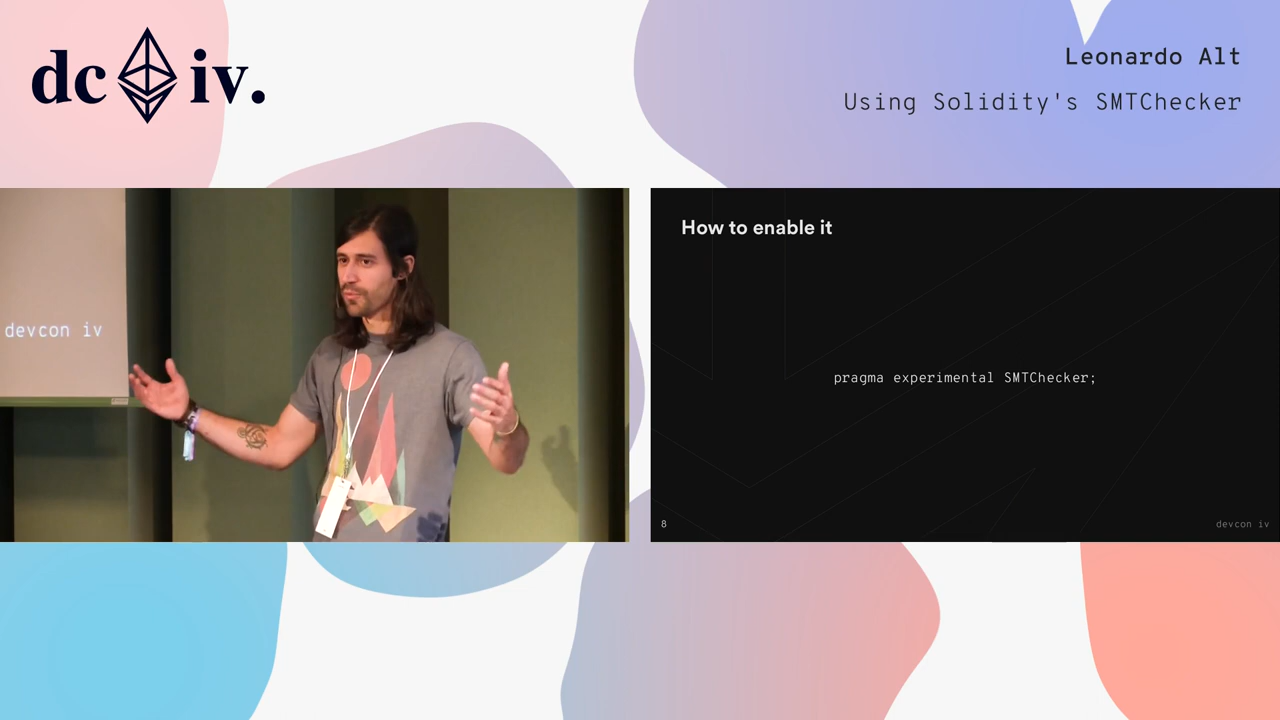 dc iv.
Leonardo Alt
Using Solidity's SMTChecker
devcon iv
How to enable it
pragma experimental SMTChecker;
8
devcon iv